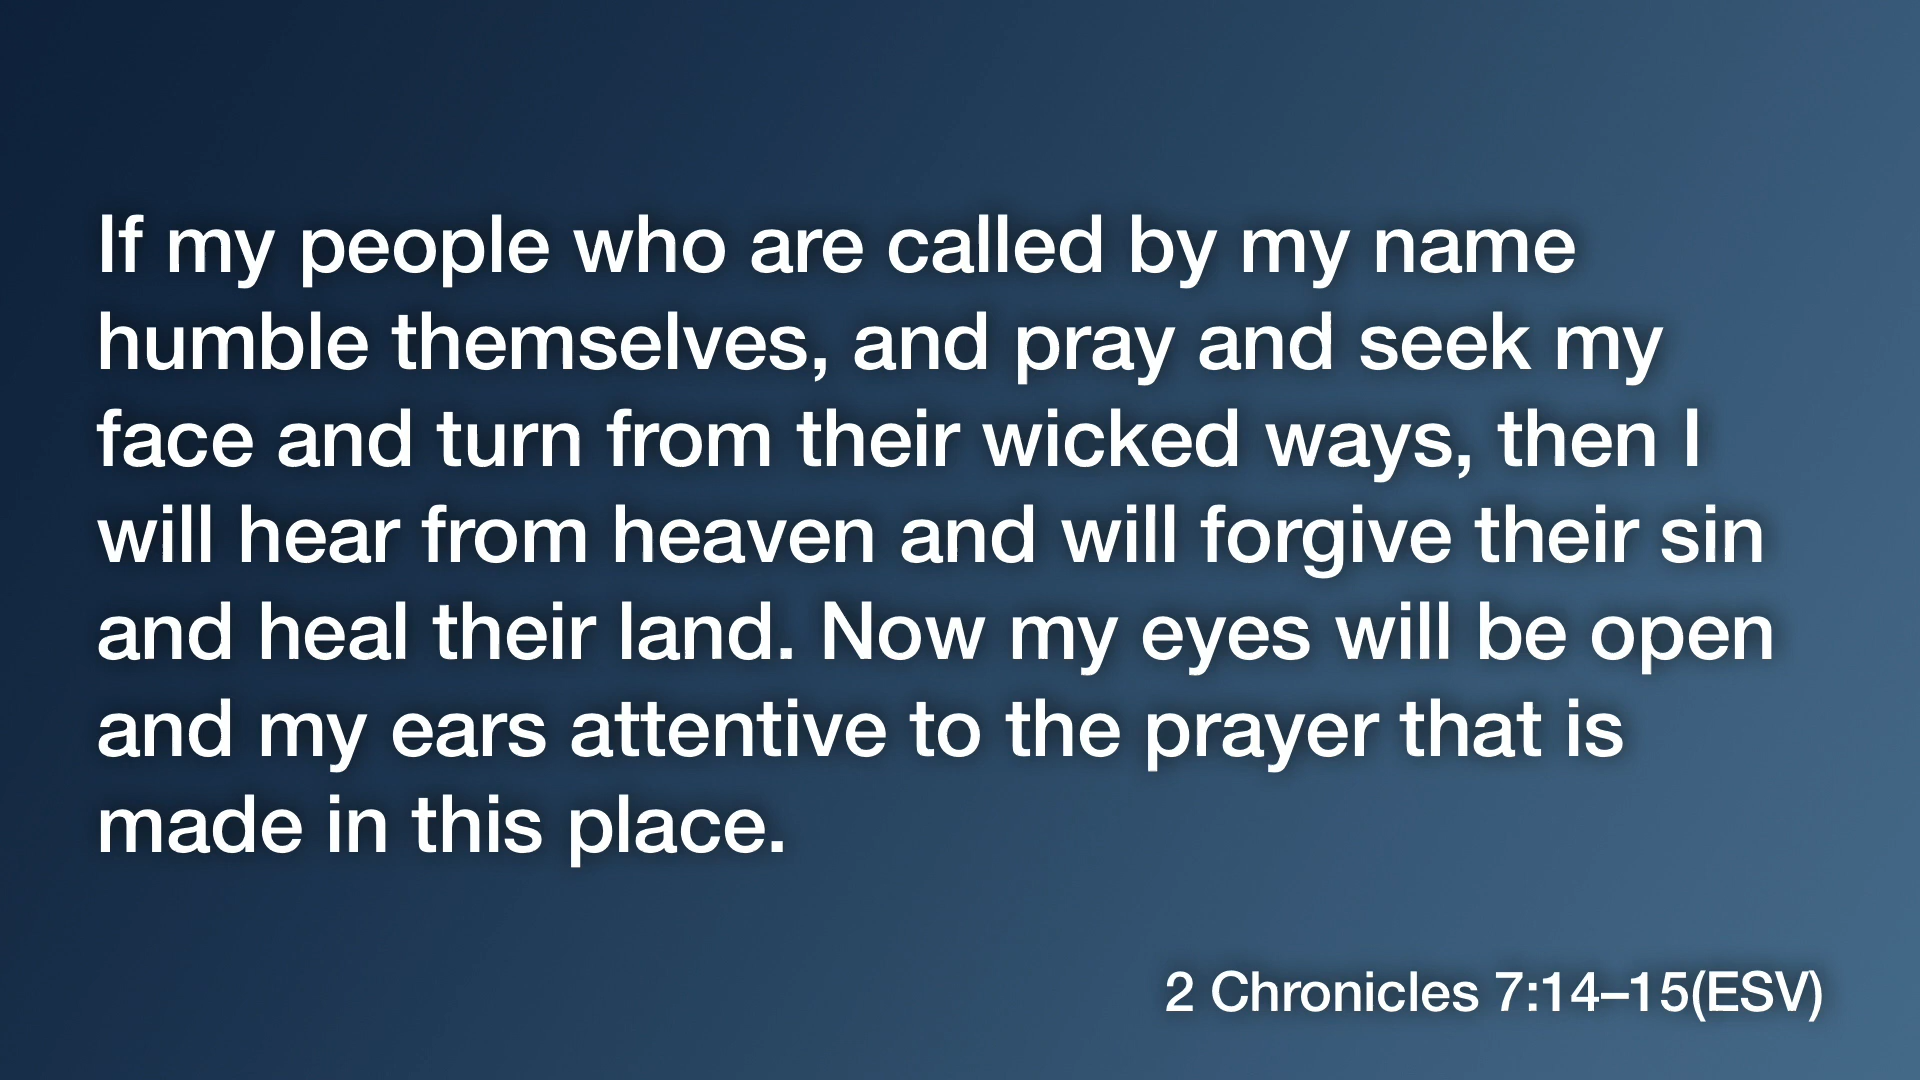 If my people who are called by my name
humble themselves, and pray and seek my
face and turn from their wicked ways, then I
will hear from heaven and will forgive their sin
and heal their land. Now my eyes will be open
and my ears attentive to the prayer that is
made in this place.
2 Chronicles 7:14–15(ESV)